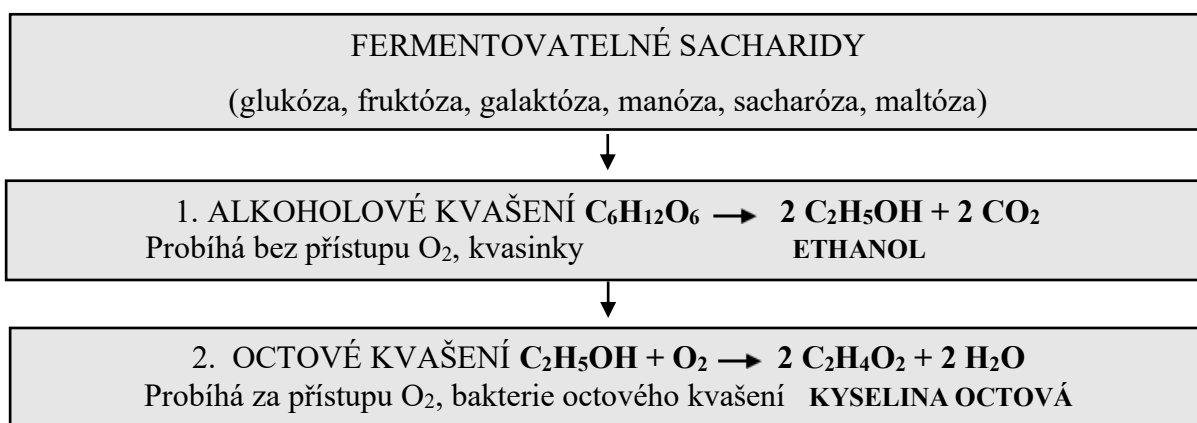 FERMENTOVATELNÉ SACHARIDY
(glukóza, fruktóza, galaktóza, manóza, sacharóza, maltóza)
1. ALKOHOLOVÉ KVAŠENÍ C₆H₁₂O₆ → 2 C₂H₅OH + 2 CO₂
Probíhá bez přístupu O₂, kvasinky ETHANOL
2. OCTOVÉ KVAŠENÍ C₂H₅OH + O₂ → 2 C₂H₄O₂ + 2 H₂O
Probíhá za přístupu O₂, bakterie octového kvašení KYSELINA OCTOVÁ